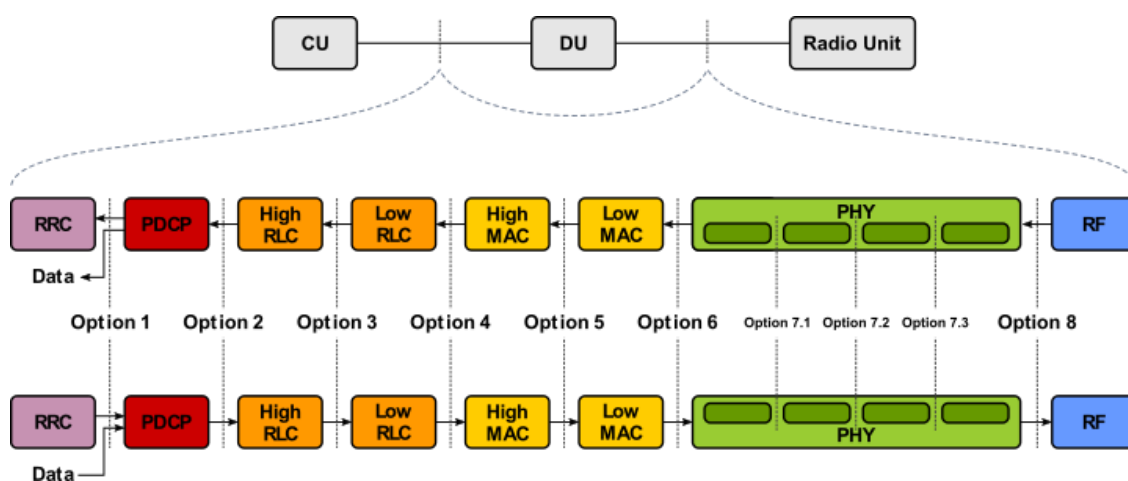 CU
DU
Radio Unit
RRC
PDCP
High
RLC
Low
RLC
High
MAC
Low
MAC
PHY
RF
Data
Option 1
Option 2
Option 3
Option 4
Option 5
Option 6
Option 7.1
Option 7.2
Option 7.3
Option 8
RRC
PDCP
High
RLC
Low
RLC
High
MAC
Low
MAC
PHY
RF
Data